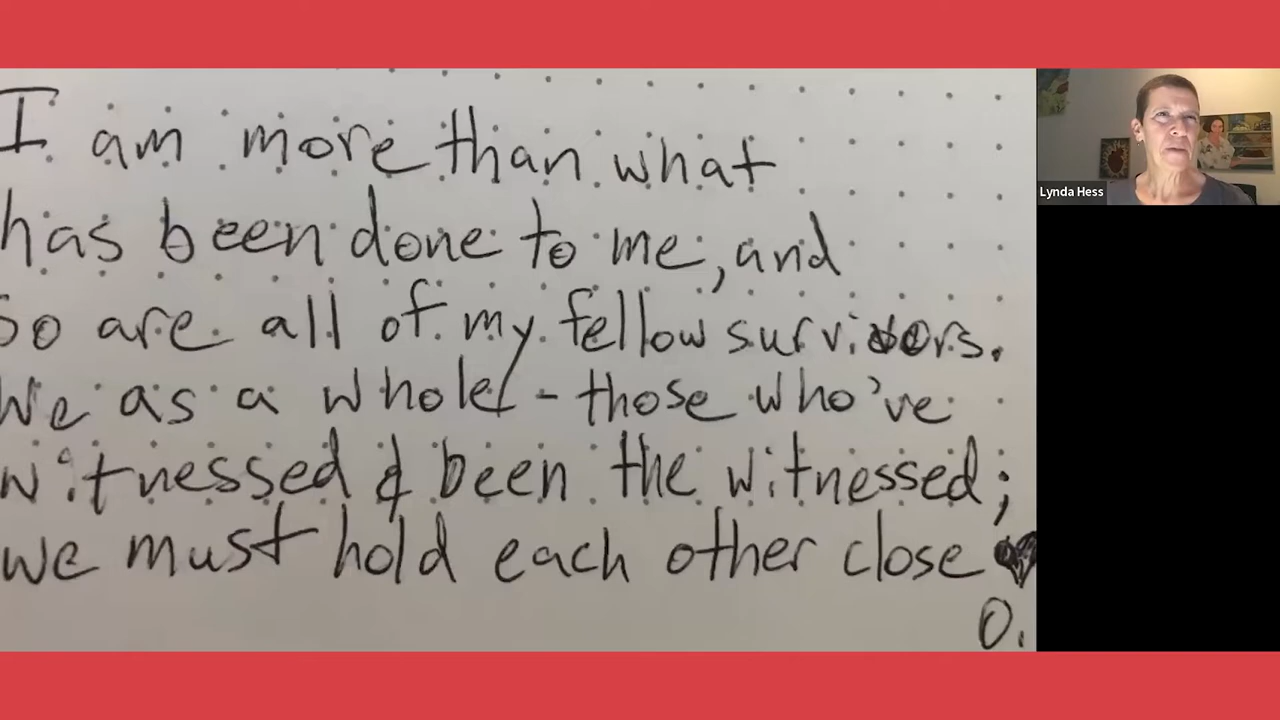 I am more than what
has been done to me, and
so are all of my fellow survivors.
We as a whole - those who've
witnessed & been the witnessed;
we must hold each other close
O.
Lynda Hess